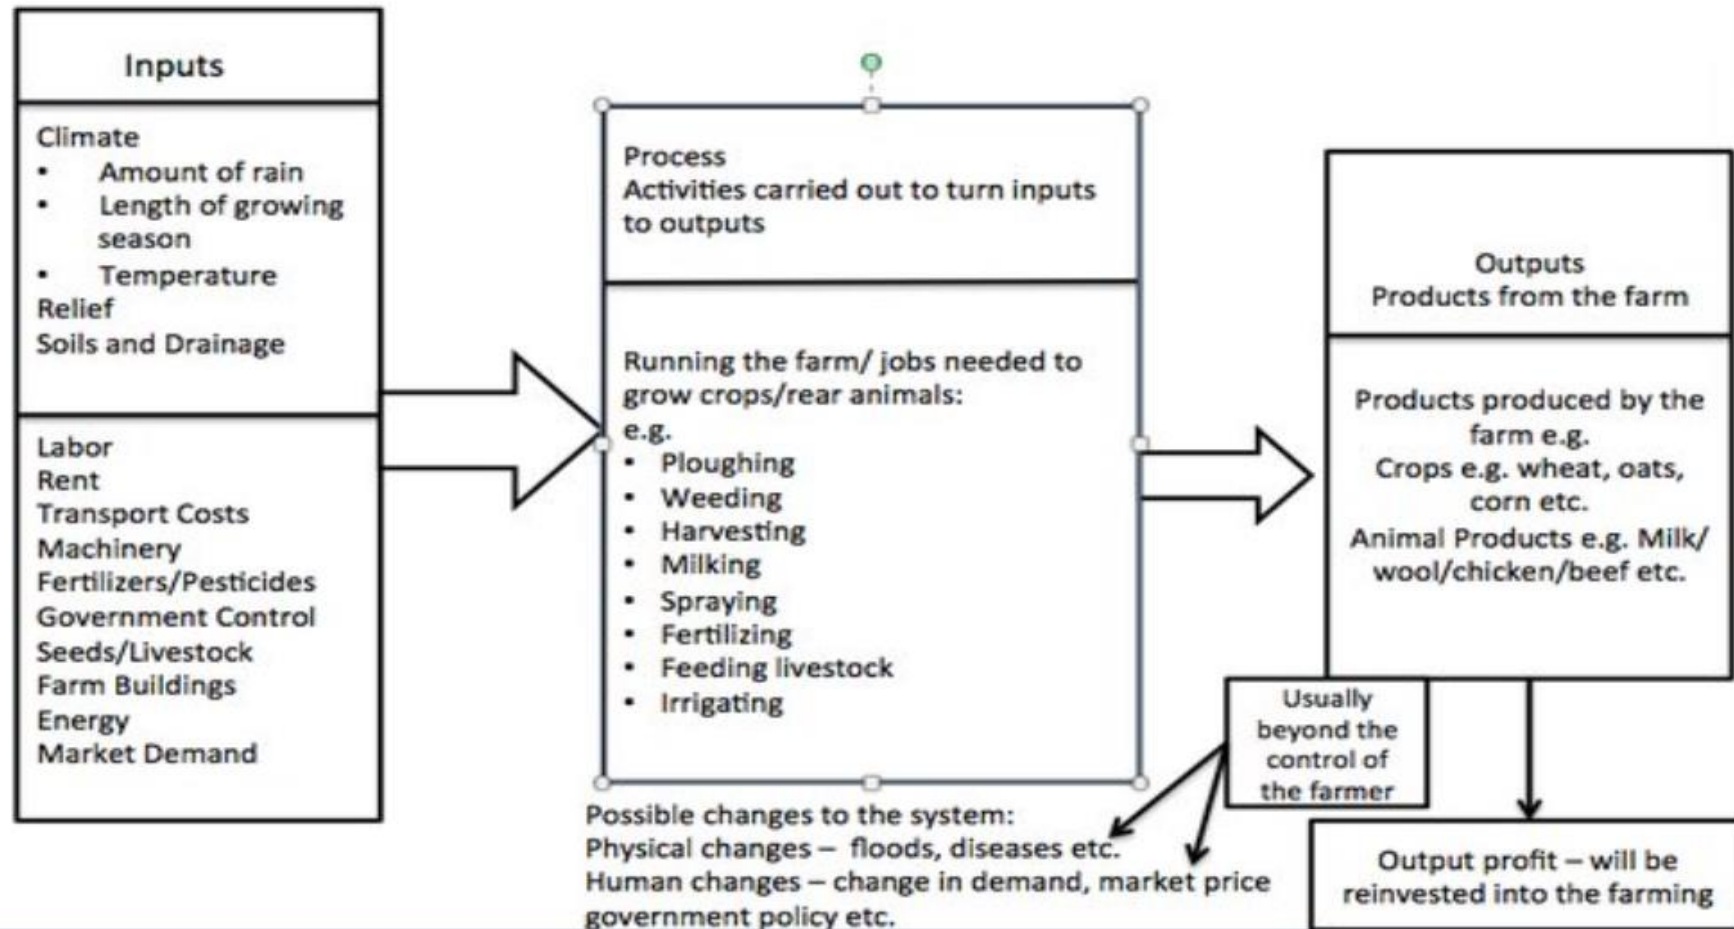 Inputs
Climate
• Amount of rain
• Length of growing
season
• Temperature
Relief
Soils and Drainage
Labor
Rent
Transport Costs
Machinery
Fertilizers/Pesticides
Government Control
Seeds/Livestock
Farm Buildings
Energy
Market Demand
Process
Activities carried out to turn inputs
to outputs
Running the farm/ jobs needed to
grow crops/rear animals:
e.g.
• Ploughing
• Weeding
• Harvesting
• Milking
• Spraying
• Fertilizing
• Feeding livestock
• Irrigating
Possible changes to the system:
Physical changes – floods, diseases etc.
Human changes – change in demand, market price
government policy etc.
Outputs
Products from the farm
Products produced by the
farm e.g.
Crops e.g. wheat, oats,
corn etc.
Animal Products e.g. Milk/
wool/chicken/beef etc.
Usually
beyond the
control of
the farmer
Output profit – will be
reinvested into the farming